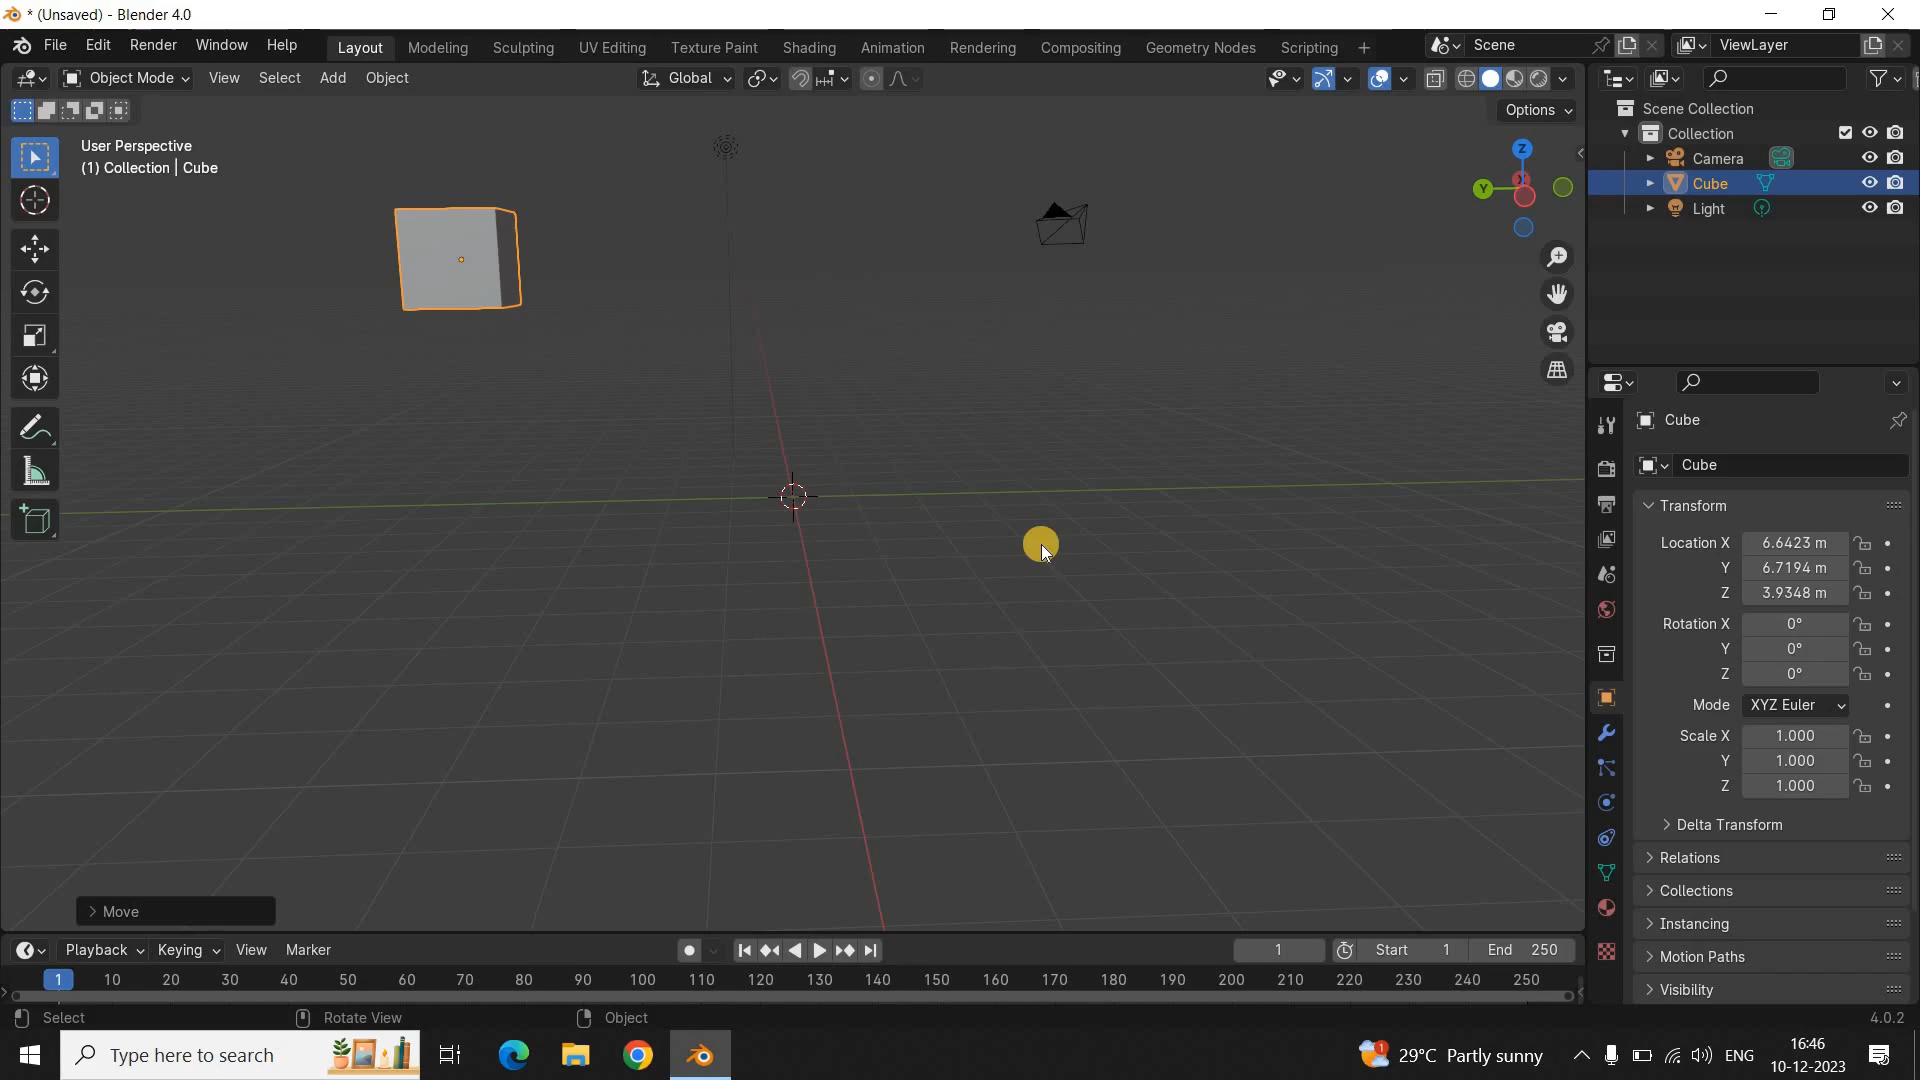 * (Unsaved) - Blender 4.0
File Edit Render Window Help Layout Modeling Sculpting UV Editing Texture Paint Shading Animation Rendering Compositing Geometry Nodes Scripting + Scene ViewLayer
Object Mode View Select Add Object Global
Options
User Perspective
(1) Collection | Cube
Z
Y
X
Scene Collection
Collection
Camera
Cube
Light
Cube
Cube
Transform
Location X 6.6423 m
Y 6.7194 m
Z 3.9348 m
Rotation X 0°
Y 0°
Z 0°
Mode XYZ Euler
Scale X 1.000
Y 1.000
Z 1.000
Delta Transform
Relations
Collections
Instancing
Motion Paths
Visibility
Move
Playback Keying View Marker 1 Start 1 End 250
1 10 20 30 40 50 60 70 80 90 100 110 120 130 140 150 160 170 180 190 200 210 220 230 240 250
Select Rotate View Object 4.0.2
Type here to search 1 29°C Partly sunny ENG 16:46
10-12-2023